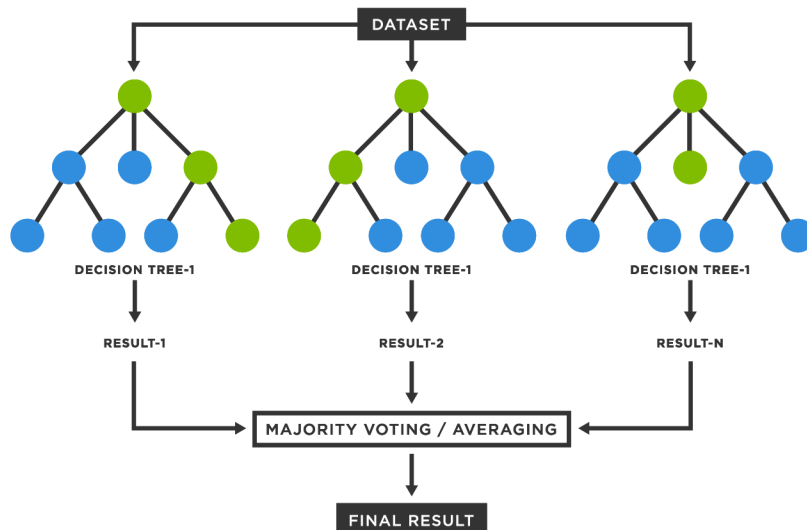 DATASET
DECISION TREE-1
DECISION TREE-1
DECISION TREE-1
RESULT-1
RESULT-2
RESULT-N
MAJORITY VOTING / AVERAGING
FINAL RESULT